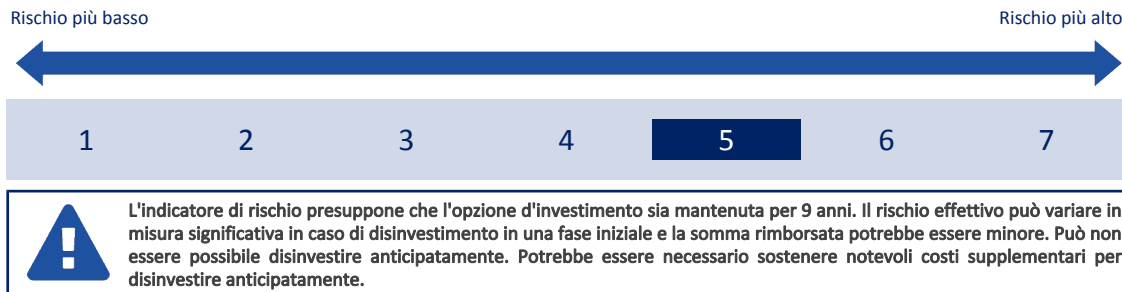 Rischio più basso Rischio più alto
1 2 3 4 5 6 7
L'indicatore di rischio presuppone che l'opzione d'investimento sia mantenuta per 9 anni. Il rischio effettivo può variare in
misura significativa in caso di disinvestimento in una fase iniziale e la somma rimborsata potrebbe essere minore. Può non
essere possibile disinvestire anticipatamente. Potrebbe essere necessario sostenere notevoli costi supplementari per
disinvestire anticipatamente.